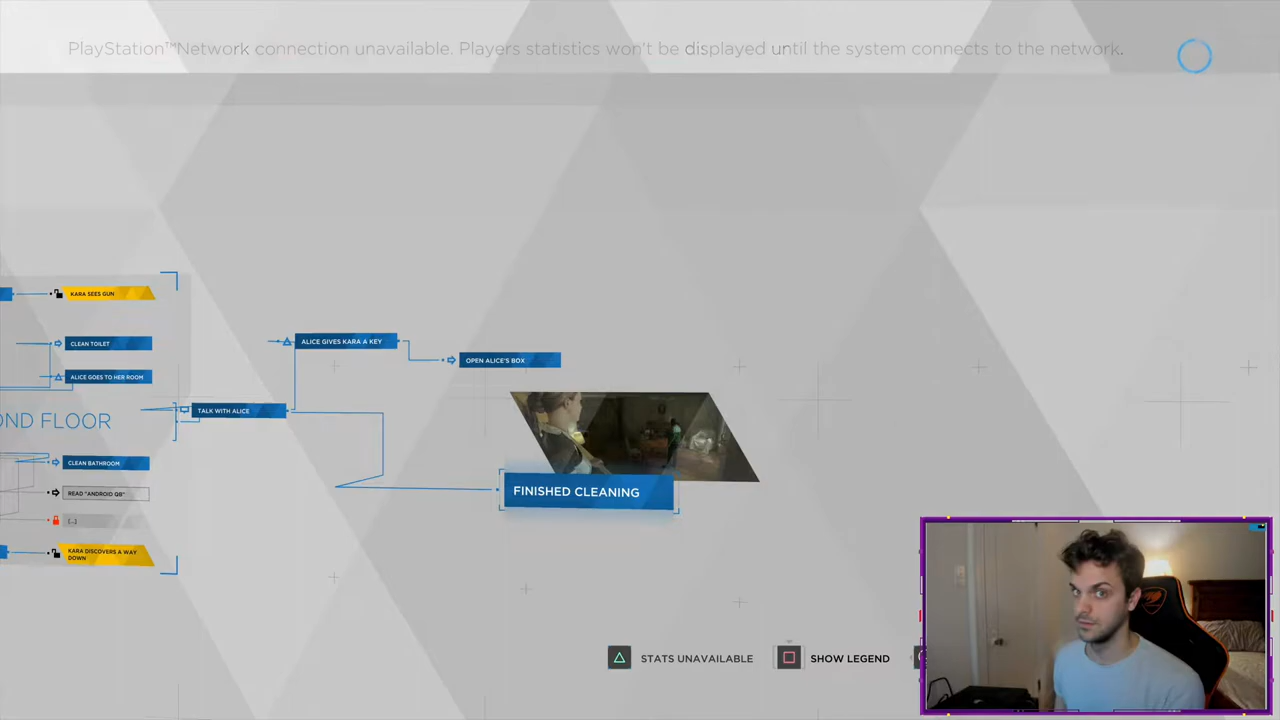 PlayStation™Network connection unavailable. Players statistics won't be displayed until the system connects to the network.
KARA SEES GUN
ALICE GIVES KARA A KEY
CLEAN TOILET
OPEN ALICE'S BOX
ALICE GOES TO HER ROOM
TALK WITH ALICE
OND FLOOR
CLEAN BATHROOM
READ "ANDROID QB"
FINISHED CLEANING
(...)
KARA DISCOVERS A WAY
DOWN
STATS UNAVAILABLE
SHOW LEGEND